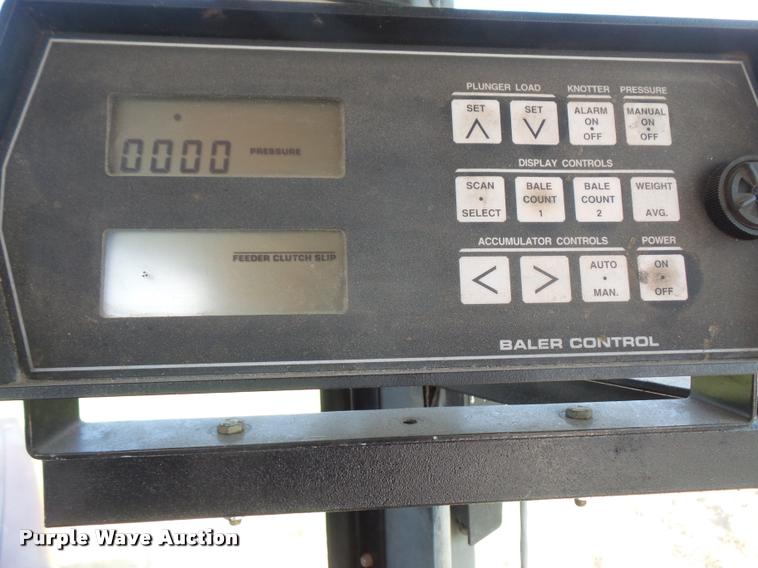 0000 PRESSURE
FEEDER CLUTCH SLIP
PLUNGER LOAD KNOTTER PRESSURE
SET
SET
ALARM
ON
OFF
MANUAL
ON
OFF
DISPLAY CONTROLS
SCAN
SELECT
BALE
COUNT
1
BALE
COUNT
2
WEIGHT
AVG.
ACCUMULATOR CONTROLS POWER
< >
AUTO
MAN.
ON
OFF
BALER CONTROL
Purple Wave Auction